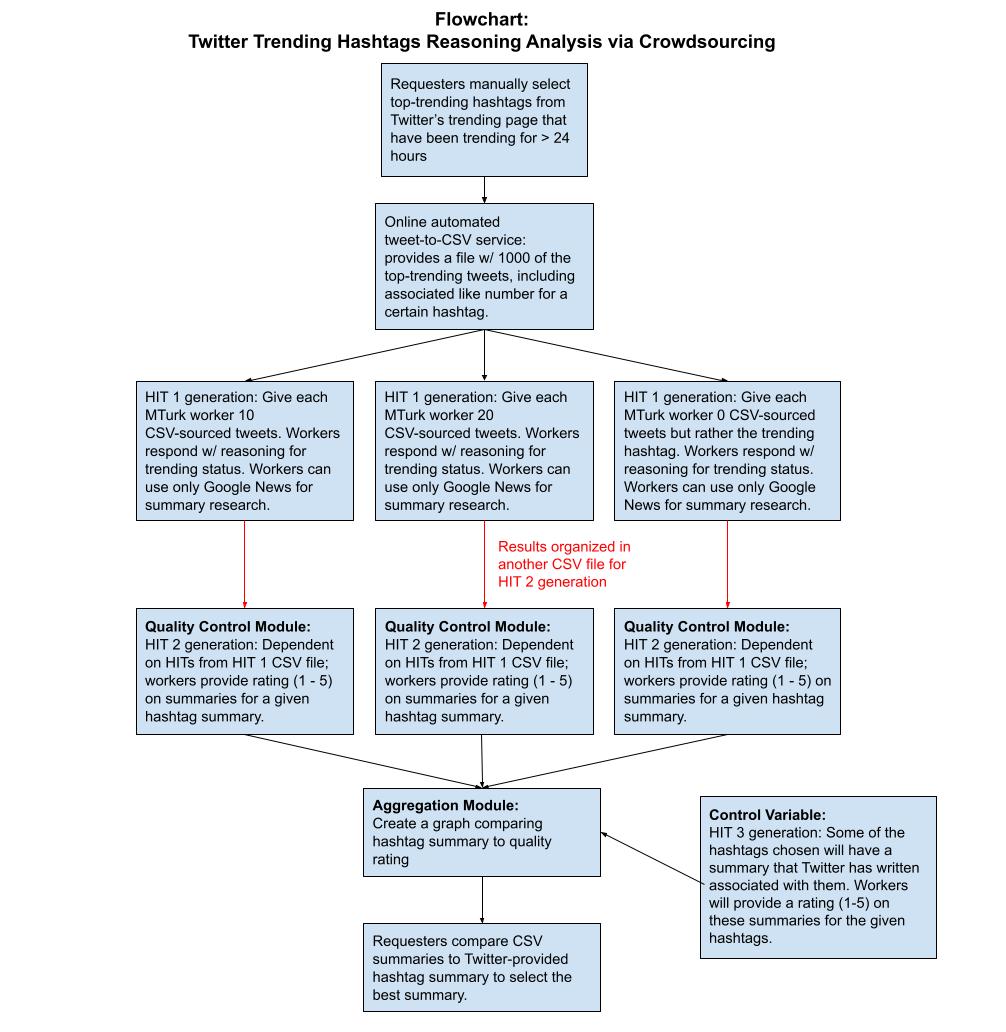 Flowchart:
Twitter Trending Hashtags Reasoning Analysis via Crowdsourcing
Requesters manually select
top-trending hashtags from
Twitter's trending page that
have been trending for > 24
hours
Online automated
tweet-to-CSV service:
provides a file w/ 1000 of the
top-trending tweets, including
associated like number for a
certain hashtag.
HIT 1 generation: Give each
MTurk worker 10
CSV-sourced tweets. Workers
respond w/ reasoning for
trending status. Workers can
use only Google News for
summary research.
HIT 1 generation: Give each
MTurk worker 20
CSV-sourced tweets. Workers
respond w/ reasoning for
trending status. Workers can
use only Google News for
summary research.
HIT 1 generation: Give each
MTurk worker 0 CSV-sourced
tweets but rather the trending
hashtag. Workers respond w/
reasoning for trending status.
Workers can use only Google
News for summary research.
Results organized in
another CSV file for
HIT 2 generation
Quality Control Module:
HIT 2 generation: Dependent
on HITs from HIT 1 CSV file;
workers provide rating (1 - 5)
on summaries for a given
hashtag summary.
Quality Control Module:
HIT 2 generation: Dependent
on HITs from HIT 1 CSV file;
workers provide rating (1 - 5)
on summaries for a given
hashtag summary.
Quality Control Module:
HIT 2 generation: Dependent
on HITs from HIT 1 CSV file;
workers provide rating (1 - 5) on
summaries for a given hashtag
summary.
Aggregation Module:
Create a graph comparing
hashtag summary to quality
rating
Control Variable:
HIT 3 generation: Some of the
hashtags chosen will have a
summary that Twitter has written
associated with them. Workers
will provide a rating (1-5) on
these summaries for the given
hashtags.
Requesters compare CSV
summaries to Twitter-provided
hashtag summary to select the
best summary.